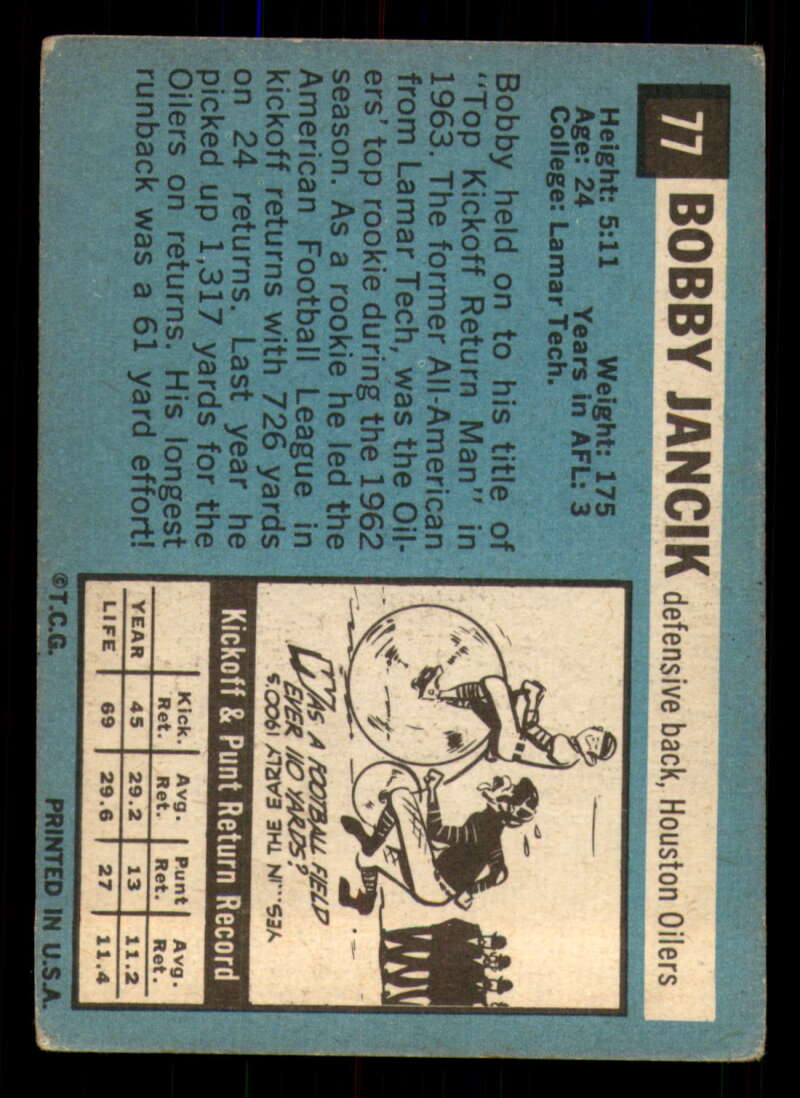 77 BOBBY JANCIK defensive back, Houston Oilers
Height: 5:11 Weight: 175
Age: 24 Years in AFL: 3
College: Lamar Tech.
Bobby held on to his title of
"Top Kickoff Return Man" in
1963. The former All-American
from Lamar Tech, was the Oil-
ers' top rookie during the 1962
season. As a rookie he led the
American Football League in
kickoff returns with 726 yards
on 24 returns. Last year he
picked up 1,317 yards for the
Oilers on returns. His longest
runback was a 61 yard effort!
WAS A FOOTBALL FIELD
EVER 110 YARDS?
YES...IN THE EARLY 1900'S
Kickoff & Punt Return Record
Kick. Avg. Punt Avg.
Ret. Ret. Ret. Ret.
YEAR 45 29.2 13 11.2
LIFE 69 29.6 27 11.4
©T.C.G. PRINTED IN U.S.A.